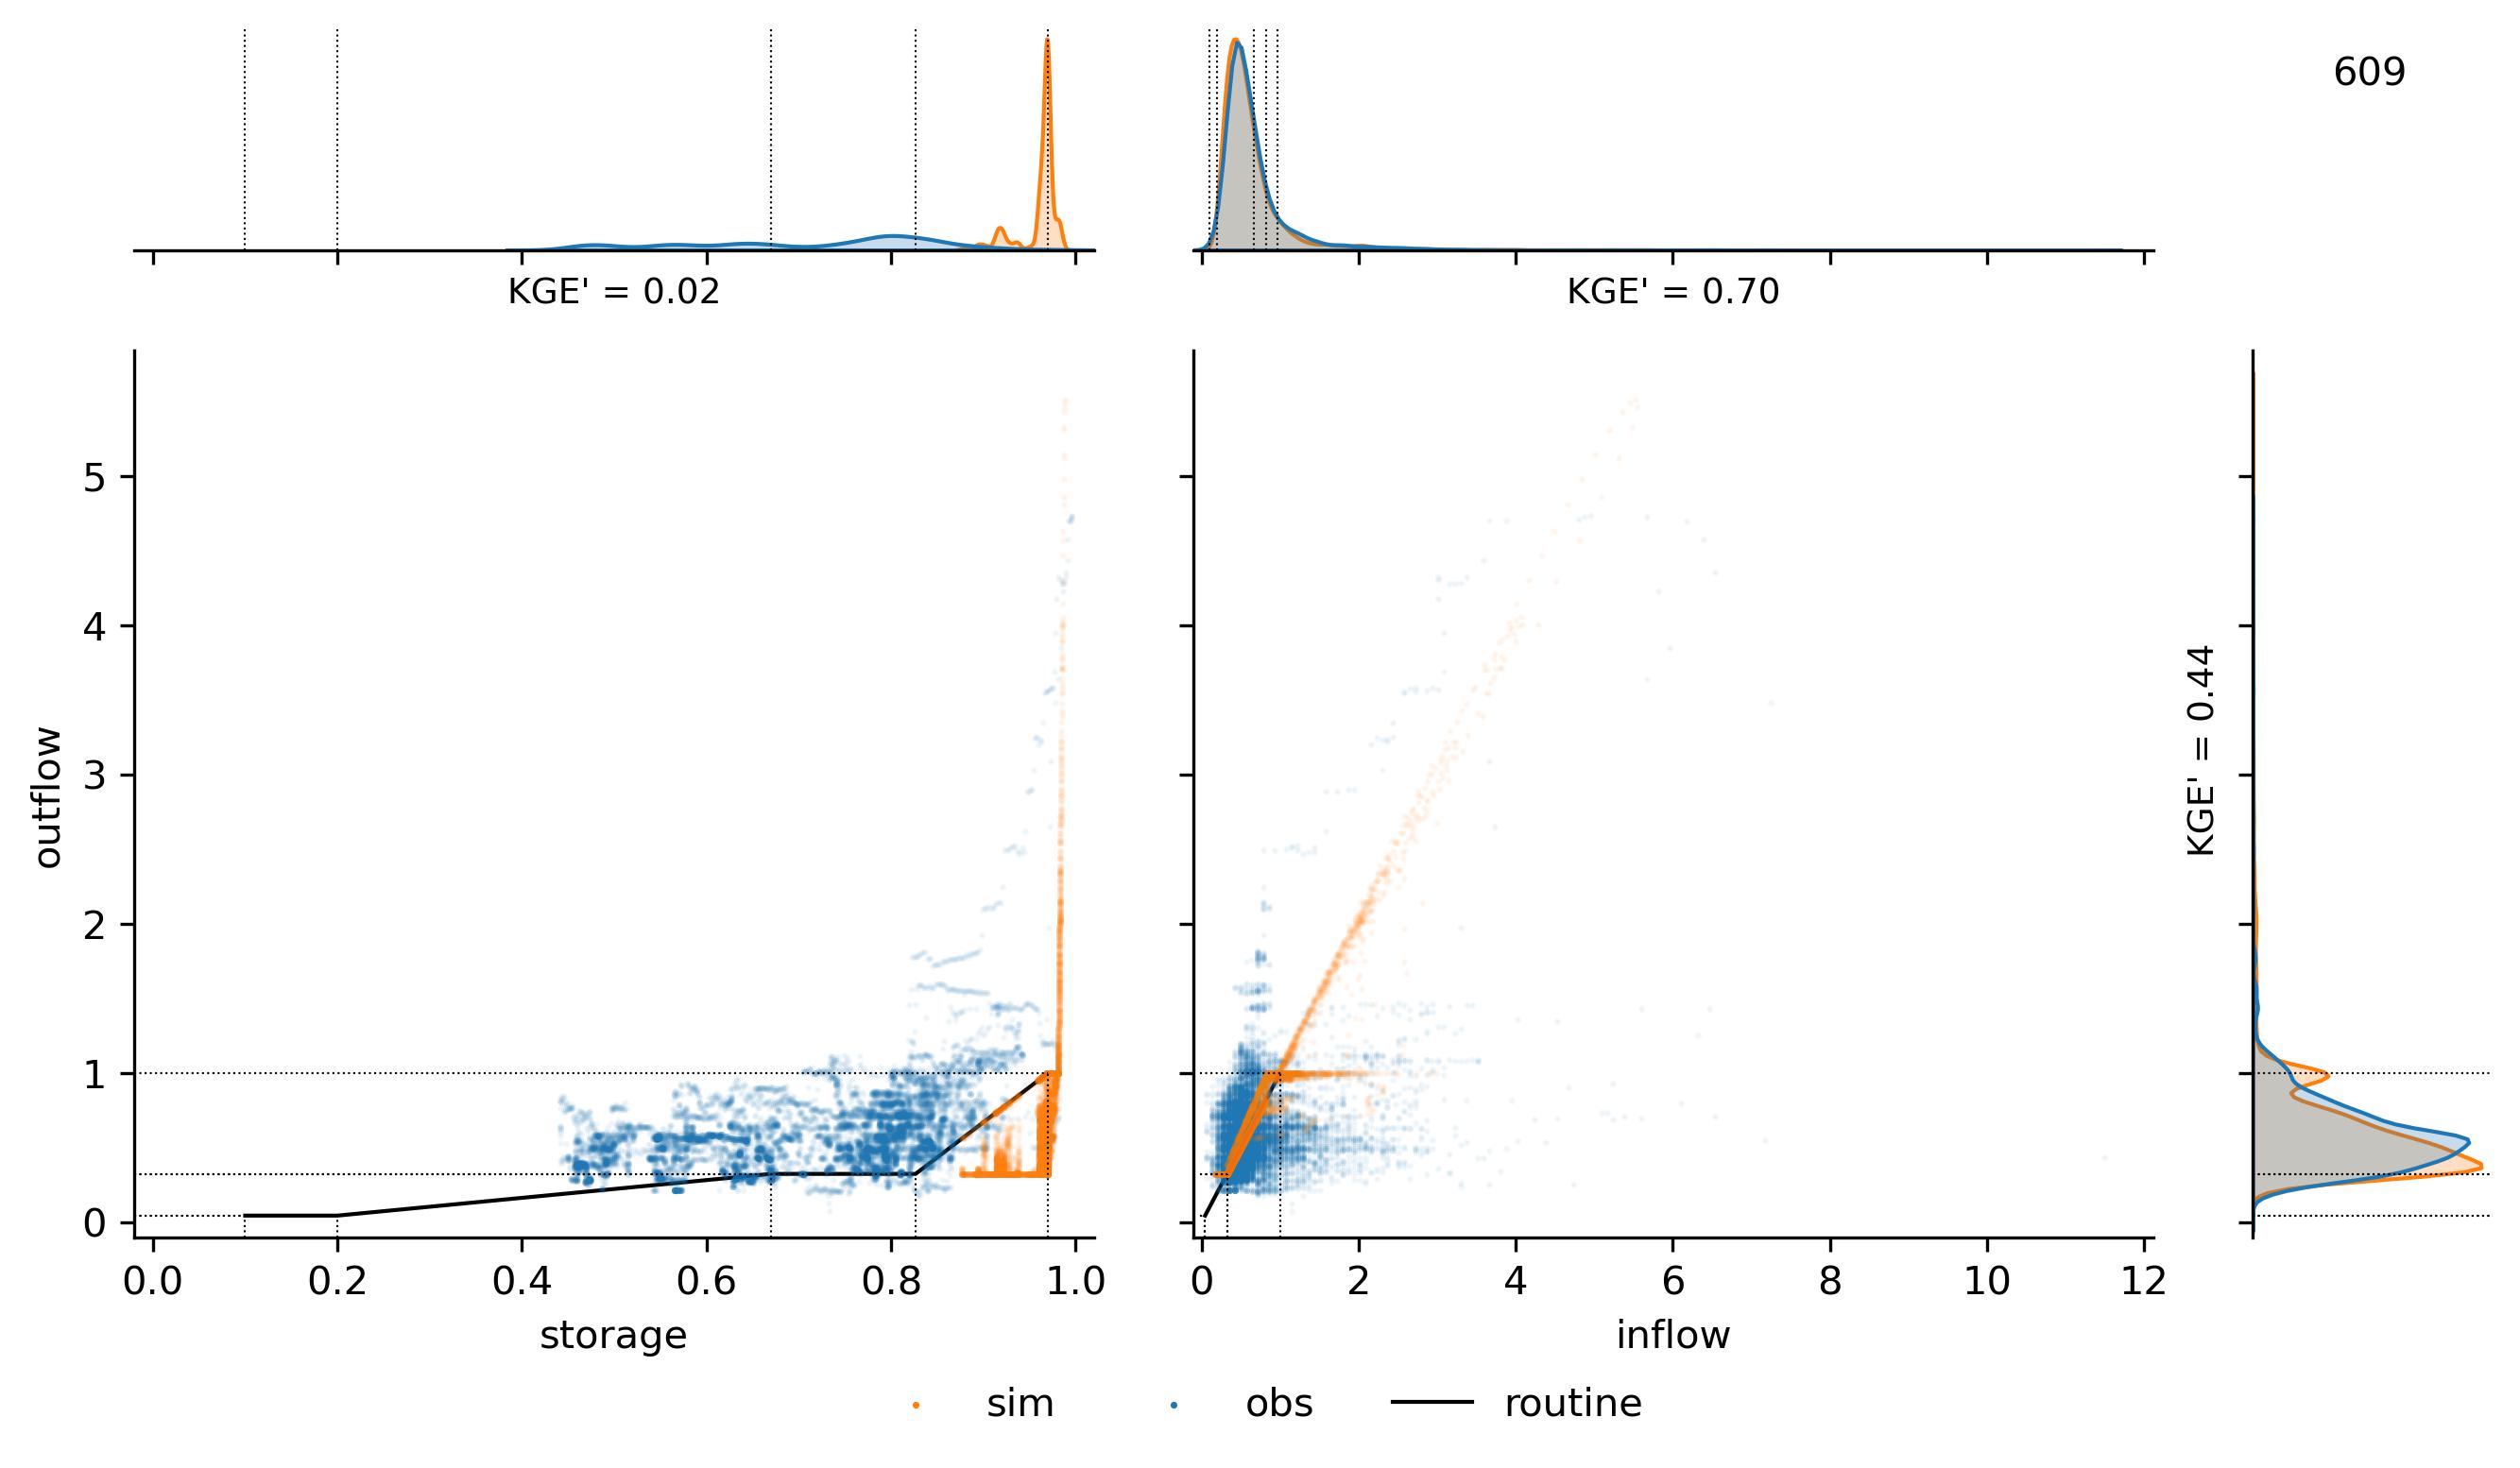 609
KGE' = 0.02
KGE' = 0.70
outflow
5
4
3
2
1
0
KGE' = 0.44
0.0 0.2 0.4 0.6 0.8 1.0
0 2 4 6 8 10 12
storage
inflow
sim obs routine